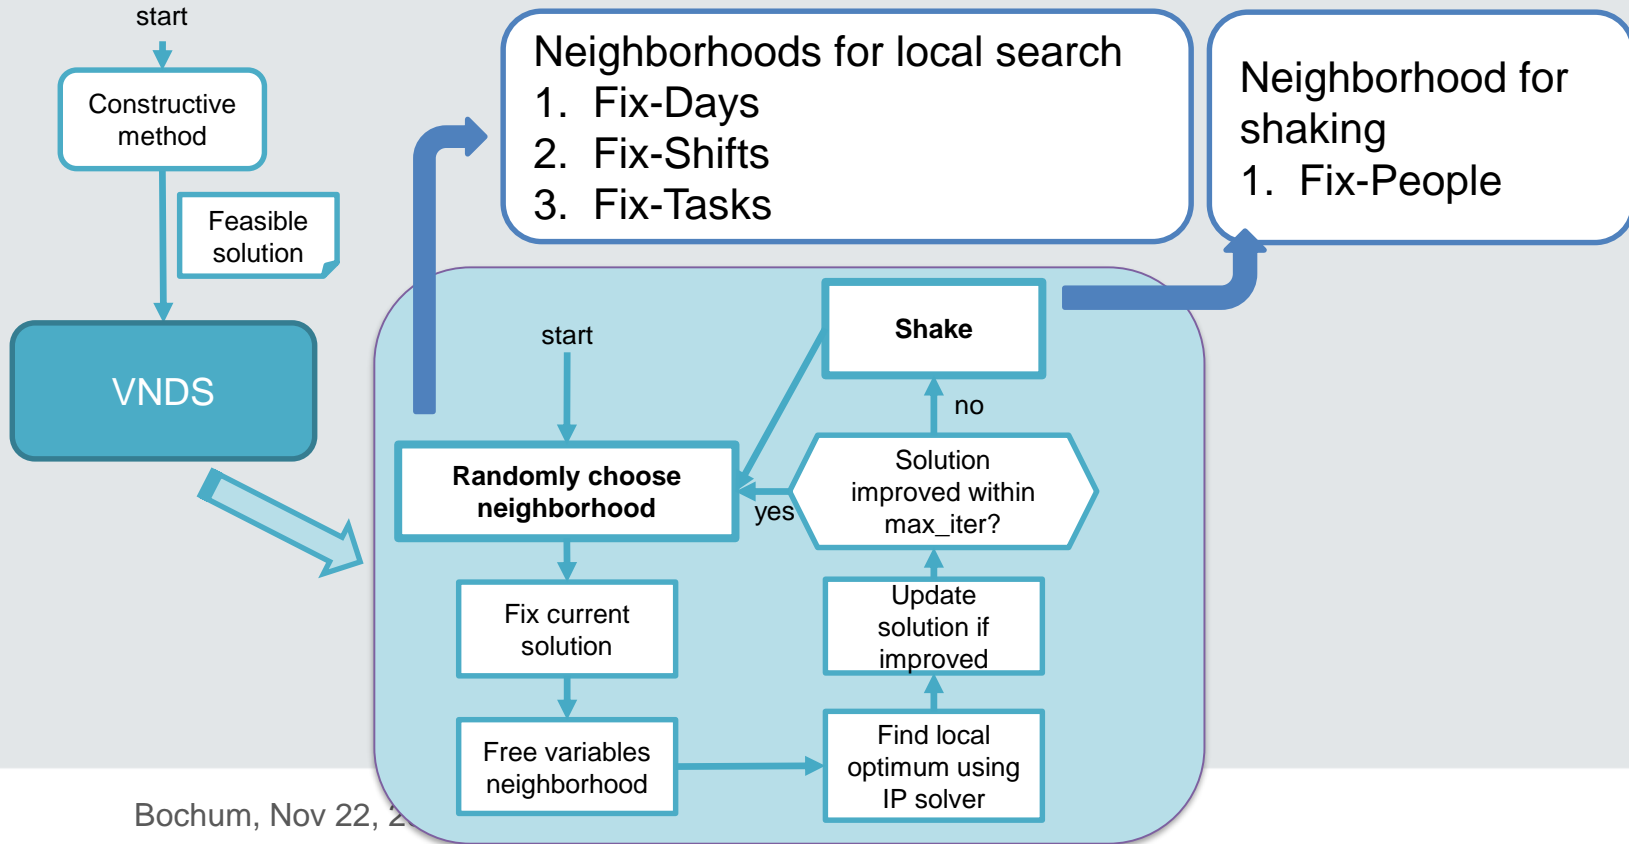 start
Constructive
method
Feasible
solution
VNDS
Neighborhoods for local search
1. Fix-Days
2. Fix-Shifts
3. Fix-Tasks
Neighborhood for
shaking
1. Fix-People
start
Randomly choose
neighborhood
Fix current
solution
Free variables
neighborhood
Find local
optimum using
IP solver
Update
solution if
improved
Solution
improved within
max_iter?
yes
no
Shake
Bochum, Nov 22,